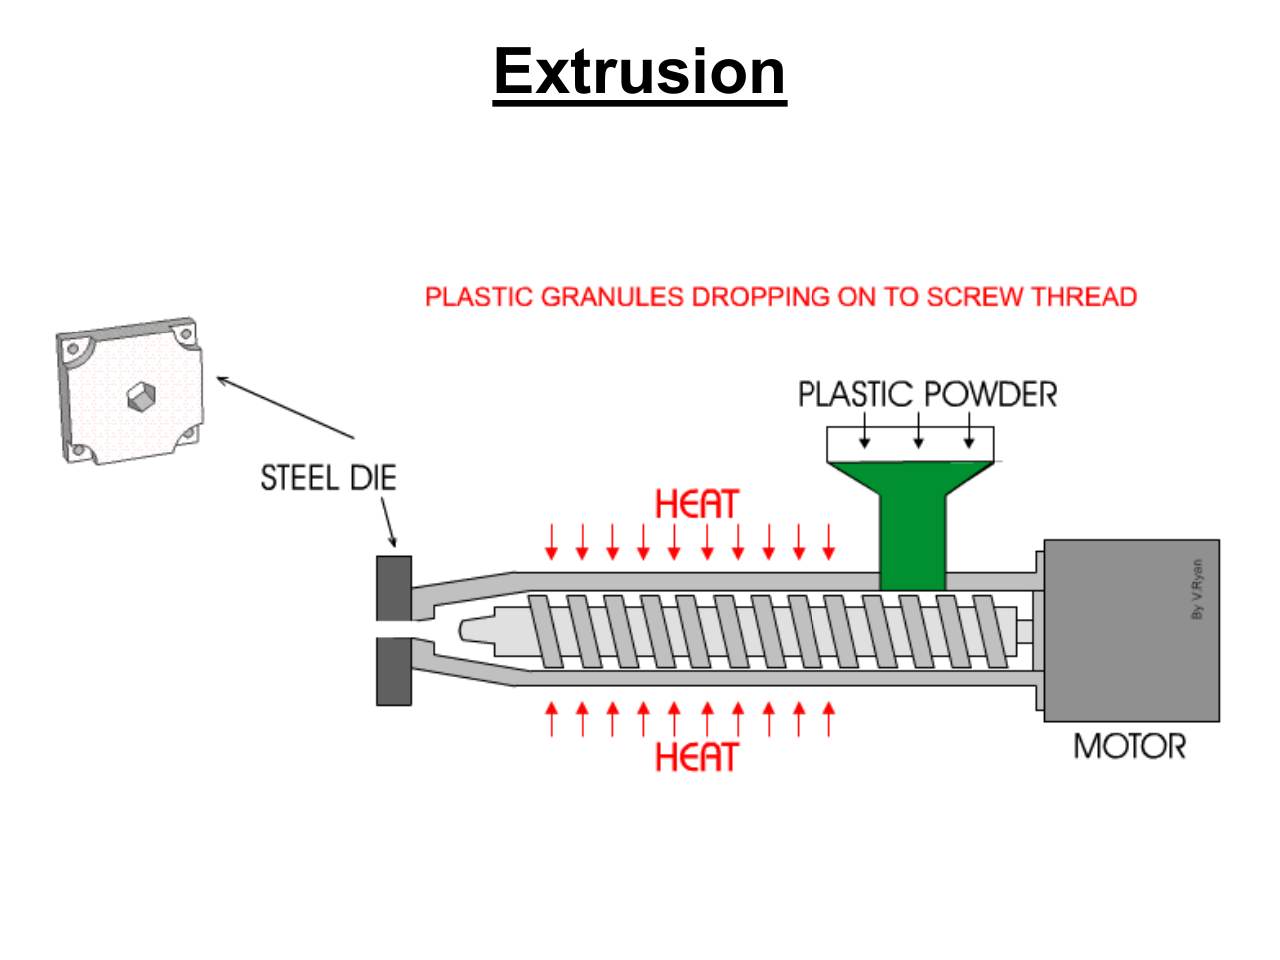 Extrusion
PLASTIC GRANULES DROPPING ON TO SCREW THREAD
PLASTIC POWDER
STEEL DIE
HEAT
By V.Ryan
MOTOR
HEAT